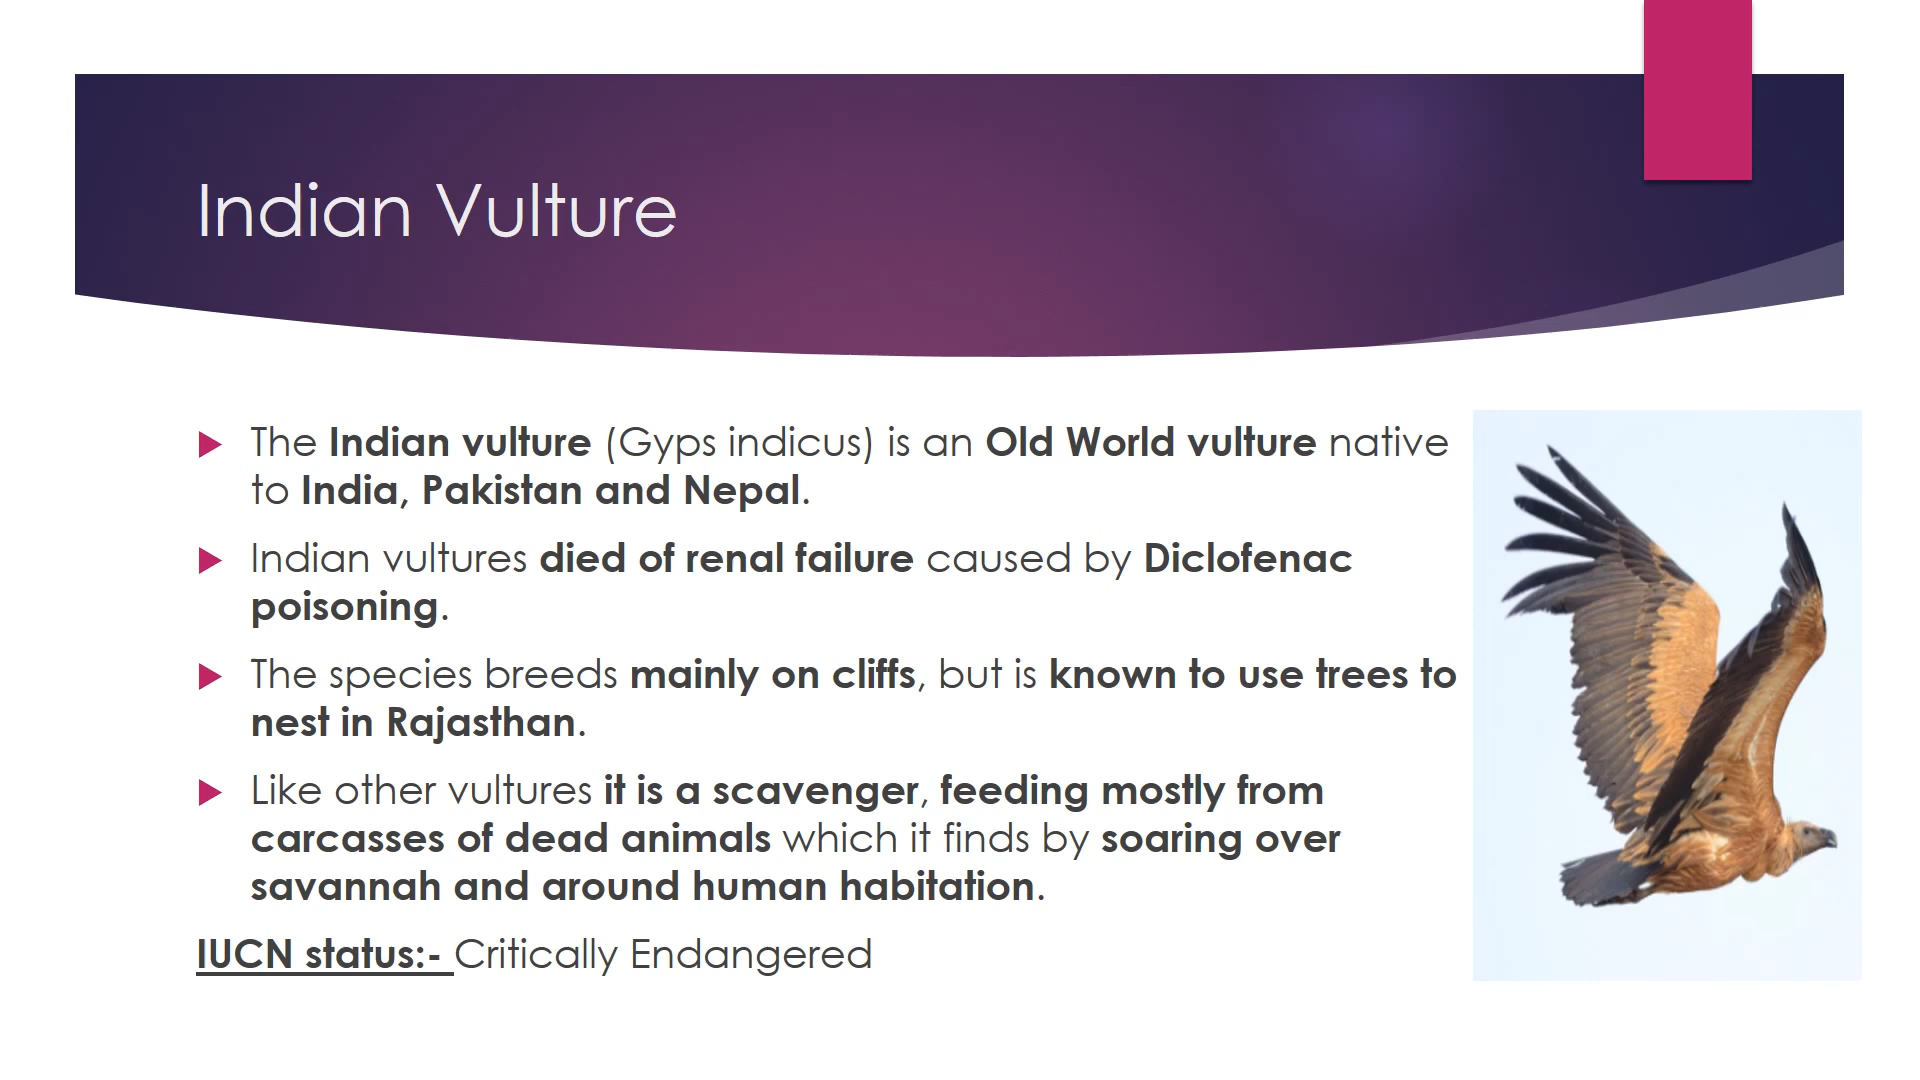 Indian Vulture
The Indian vulture (Gyps indicus) is an Old World vulture native
to India, Pakistan and Nepal.
Indian vultures died of renal failure caused by Diclofenac
poisoning.
The species breeds mainly on cliffs, but is known to use trees to
nest in Rajasthan.
Like other vultures it is a scavenger, feeding mostly from
carcasses of dead animals which it finds by soaring over
savannah and around human habitation.
IUCN status:- Critically Endangered